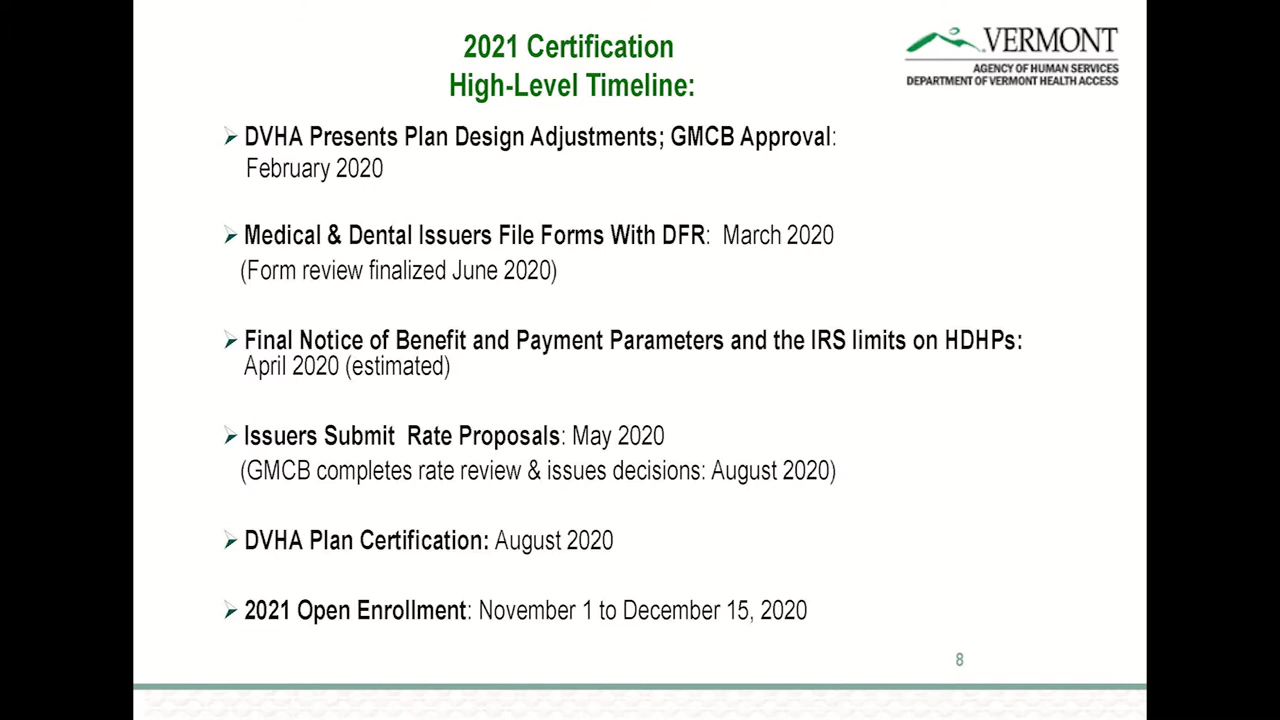 2021 Certification
High-Level Timeline:
VERMONT
AGENCY OF HUMAN SERVICES
DEPARTMENT OF VERMONT HEALTH ACCESS
DVHA Presents Plan Design Adjustments; GMCB Approval:
February 2020
Medical & Dental Issuers File Forms With DFR: March 2020
(Form review finalized June 2020)
Final Notice of Benefit and Payment Parameters and the IRS limits on HDHPs:
April 2020 (estimated)
Issuers Submit Rate Proposals: May 2020
(GMCB completes rate review & issues decisions: August 2020)
DVHA Plan Certification: August 2020
2021 Open Enrollment: November 1 to December 15, 2020
8